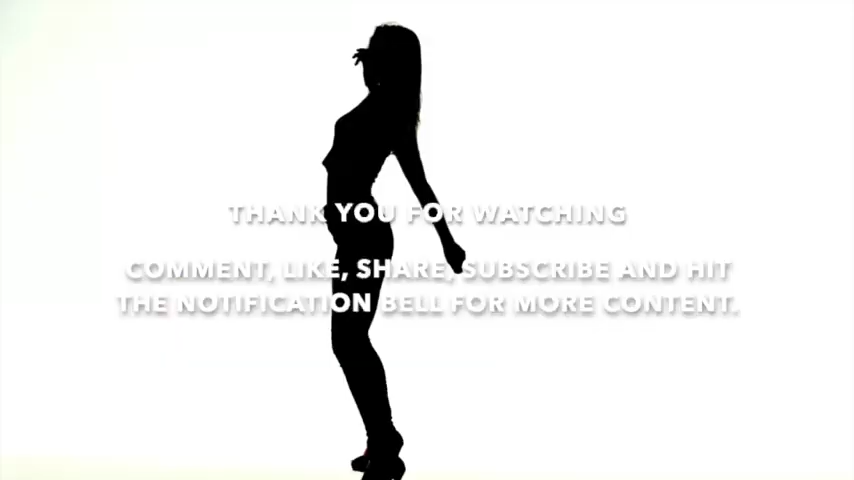 THANK YOU FOR WATCHING
COMMENT, LIKE, SHARE, SUBSCRIBE AND HIT
THE NOTIFICATION BELL FOR MORE CONTENT.